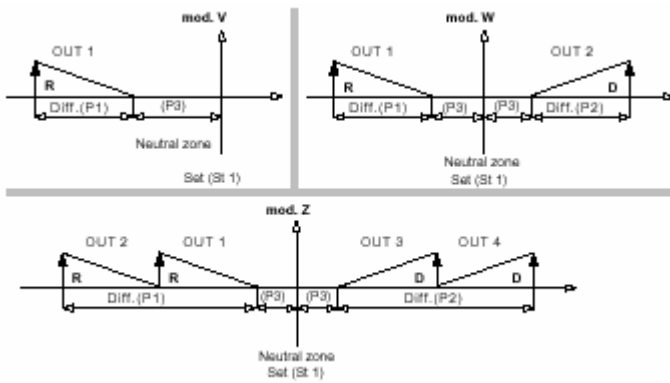 mod. V
OUT 1
R
Diff.(P1) (P3)
Neutral zone
Set (St 1)
mod. W
OUT 1 OUT 2
R D
Diff.(P1) (P3) (P3) Diff.(P2)
Neutral zone
Set (St 1)
mod. Z
OUT 2 OUT 1 OUT 3 OUT 4
R R D D
Diff.(P1) (P3) (P3) Diff.(P2)
Neutral zone
Set (St 1)